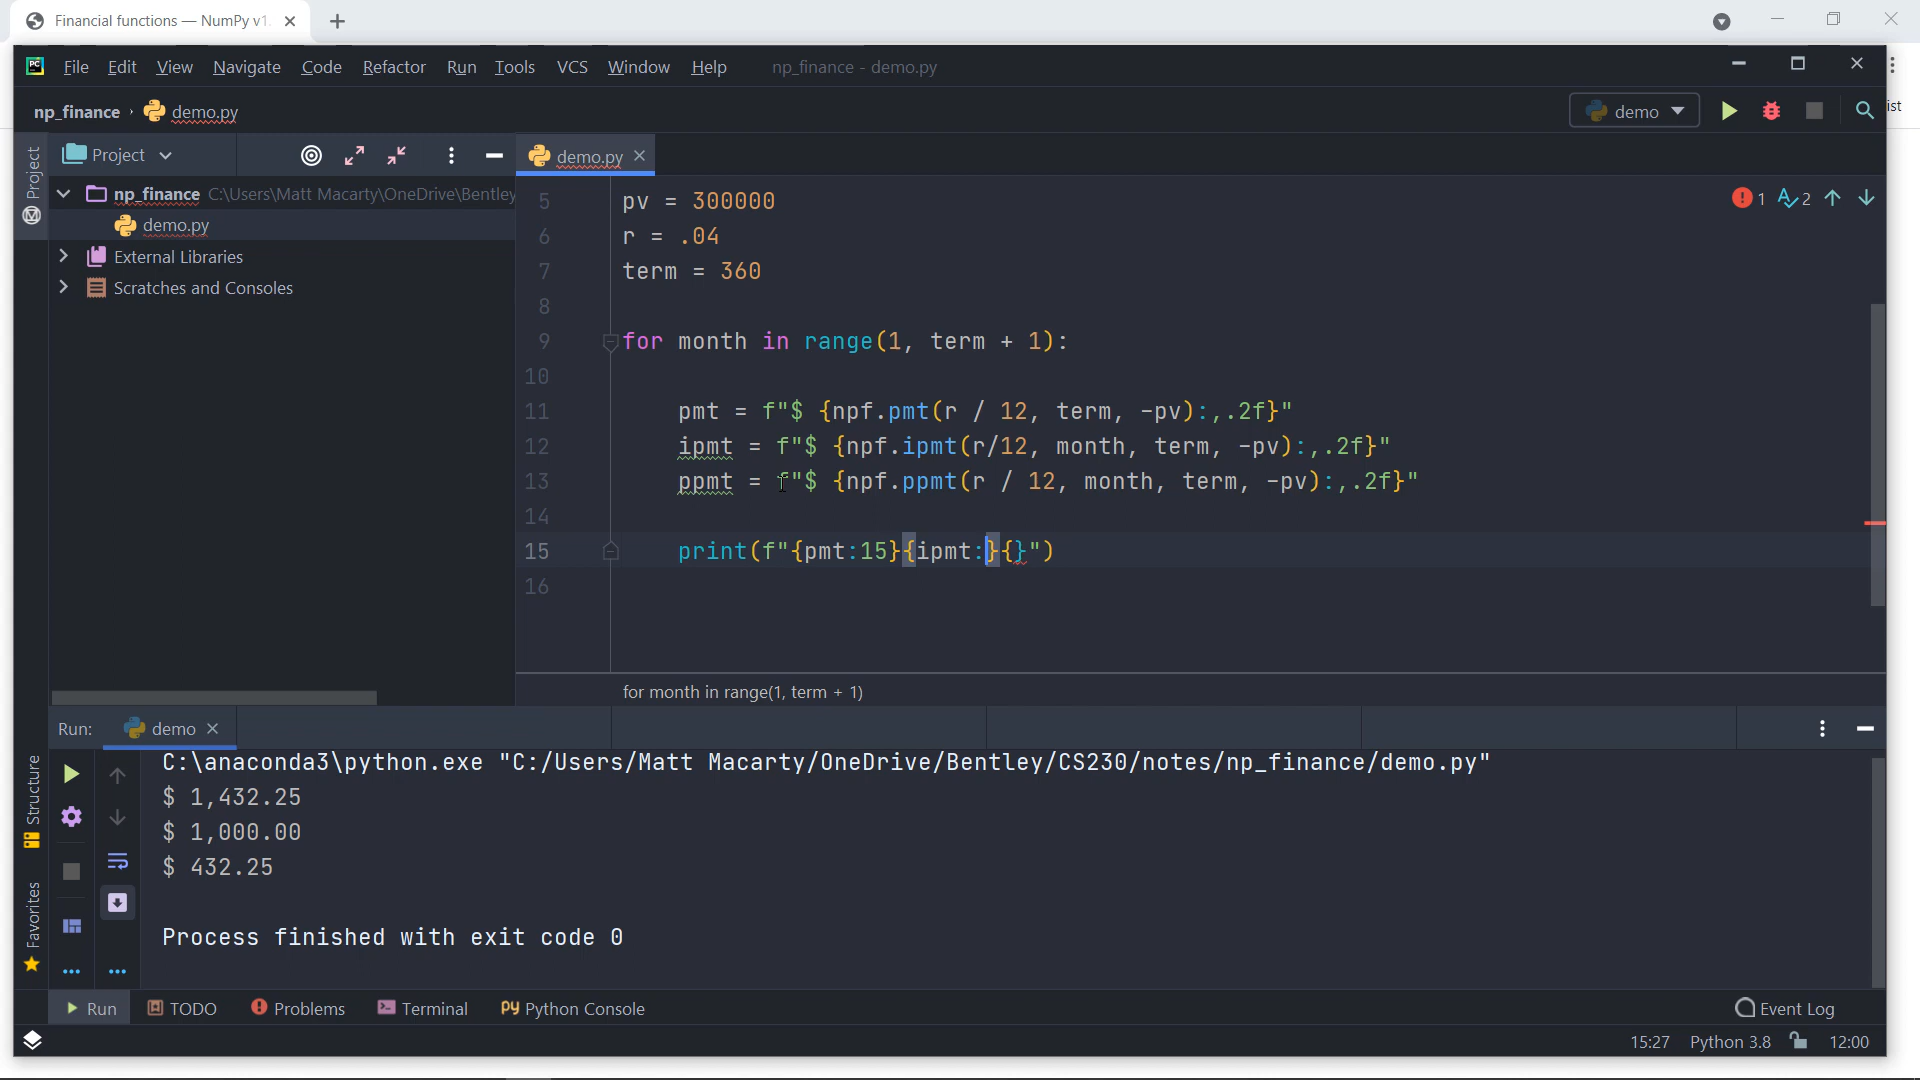 Financial functions — NumPy v1.
PC File Edit View Navigate Code Refactor Run Tools VCS Window Help np_finance - demo.py
ist
np_finance demo.py demo
Project Project demo.py
np_finance C:\Users\Matt Macarty\OneDrive\Bentley
demo.py
External Libraries
Scratches and Consoles
1 2
5 pv = 300000
6 r = .04
7 term = 360
8
9 for month in range(1, term + 1):
10
11 pmt = f"$ {npf.pmt(r / 12, term, -pv):,.2f}"
12 ipmt = f"$ {npf.ipmt(r/12, month, term, -pv):,.2f}"
13 ppmt = f"$ {npf.ppmt(r / 12, month, term, -pv):,.2f}"
14
15 print(f"{pmt:15}{ipmt:}{}")
16
for month in range(1, term + 1)
Run: demo
C:\anaconda3\python.exe "C:/Users/Matt Macarty/OneDrive/Bentley/CS230/notes/np_finance/demo.py"
$ 1,432.25
$ 1,000.00
$ 432.25
Process finished with exit code 0
Structure
Favorites
Run TODO Problems Terminal Python Console Event Log
15:27 Python 3.8 12:00